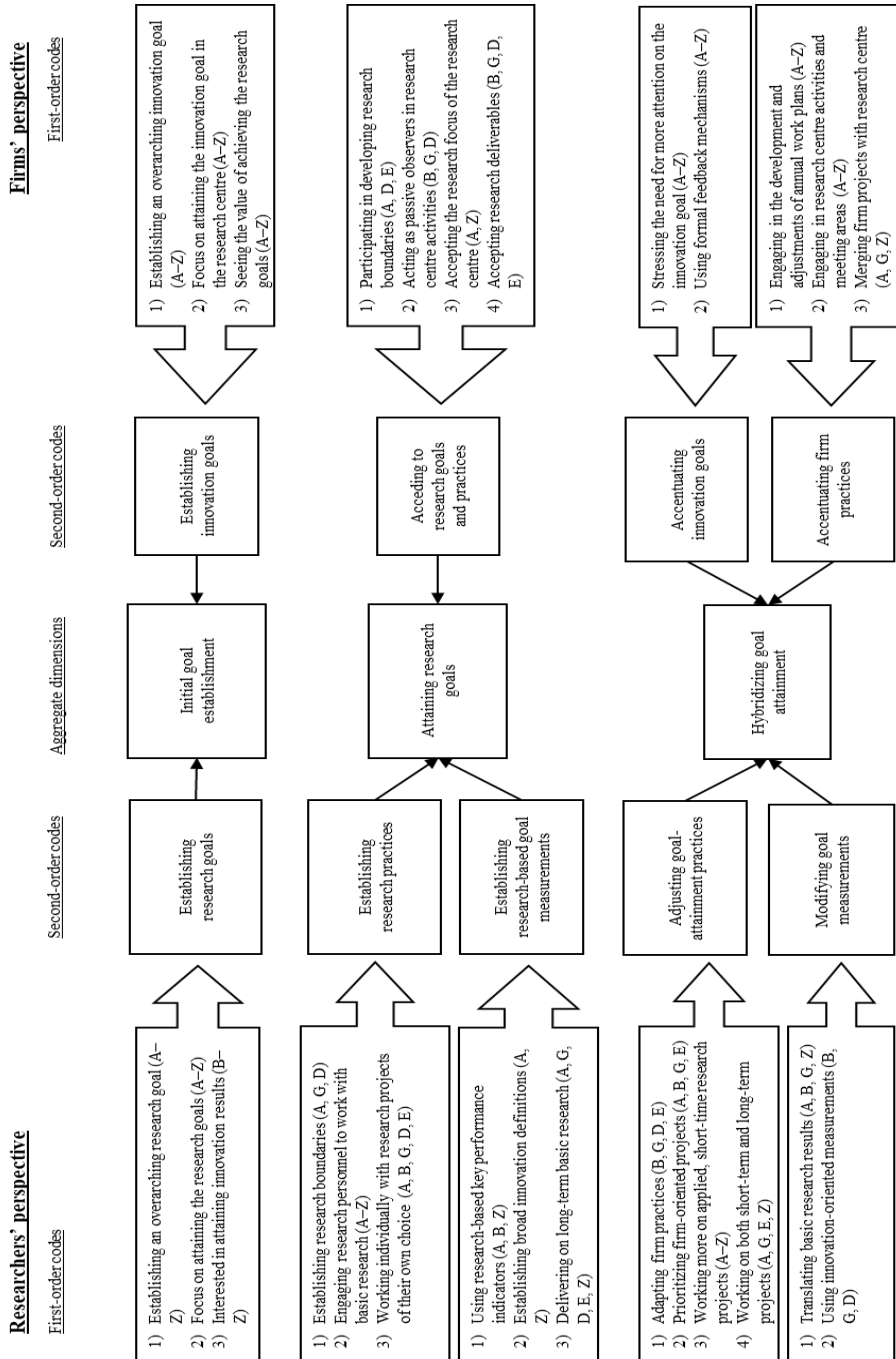 Researchers' perspective
Firms' perspective
First-order codes
Second-order codes
Aggregate dimensions
Second-order codes
First-order codes
1) Establishing an overarching research goal (A–
Z)
2) Focus on attaining the research goals (A–Z)
3) Interested in attaining innovation results (B–
Z)
Establishing
research goals
Initial goal
establishment
Establishing
innovation goals
1) Establishing an overarching innovation goal
(A–Z)
2) Focus on attaining the innovation goal in
the research centre (A–Z)
3) Seeing the value of achieving the research
goals (A–Z)
1) Establishing research boundaries (A, G, D)
2) Engaging research personnel to work with
basic research (A–Z)
3) Working individually with research projects
of their own choice (A, B, G, D, E)
Establishing
research practices
1) Using research-based key performance
indicators (A, B, Z)
2) Establishing broad innovation definitions (A,
Z)
3) Delivering on long-term basic research (A, G,
D, E, Z)
Establishing
research-based goal
measurements
Attaining research
goals
Acceding to
research goals
and practices
1) Participating in developing research
boundaries (A, D, E)
2) Acting as passive observers in research
centre activities (B, G, D)
3) Accepting the research focus of the research
centre (A, Z)
4) Accepting research deliverables (B, G, D,
E)
1) Adapting firm practices (B, G, D, E)
2) Prioritizing firm-oriented projects (A, B, G, E)
3) Working more on applied, short-time research
projects (A–Z)
4) Working on both short-term and long-term
projects (A, G, E, Z)
Adjusting goal-
attainment practices
1) Translating basic research results (A, B, G, Z)
2) Using innovation-oriented measurements (B,
G, D)
Modifying goal
measurements
Hybridizing goal
attainment
Accentuating
innovation goals
1) Stressing the need for more attention on the
innovation goal (A–Z)
2) Using formal feedback mechanisms (A–Z)
Accentuating firm
practices
1) Engaging in the development and
adjustments of annual work plans (A–Z)
2) Engaging in research centre activities and
meeting areas (A–Z)
3) Merging firm projects with research centre
(A, G, Z)